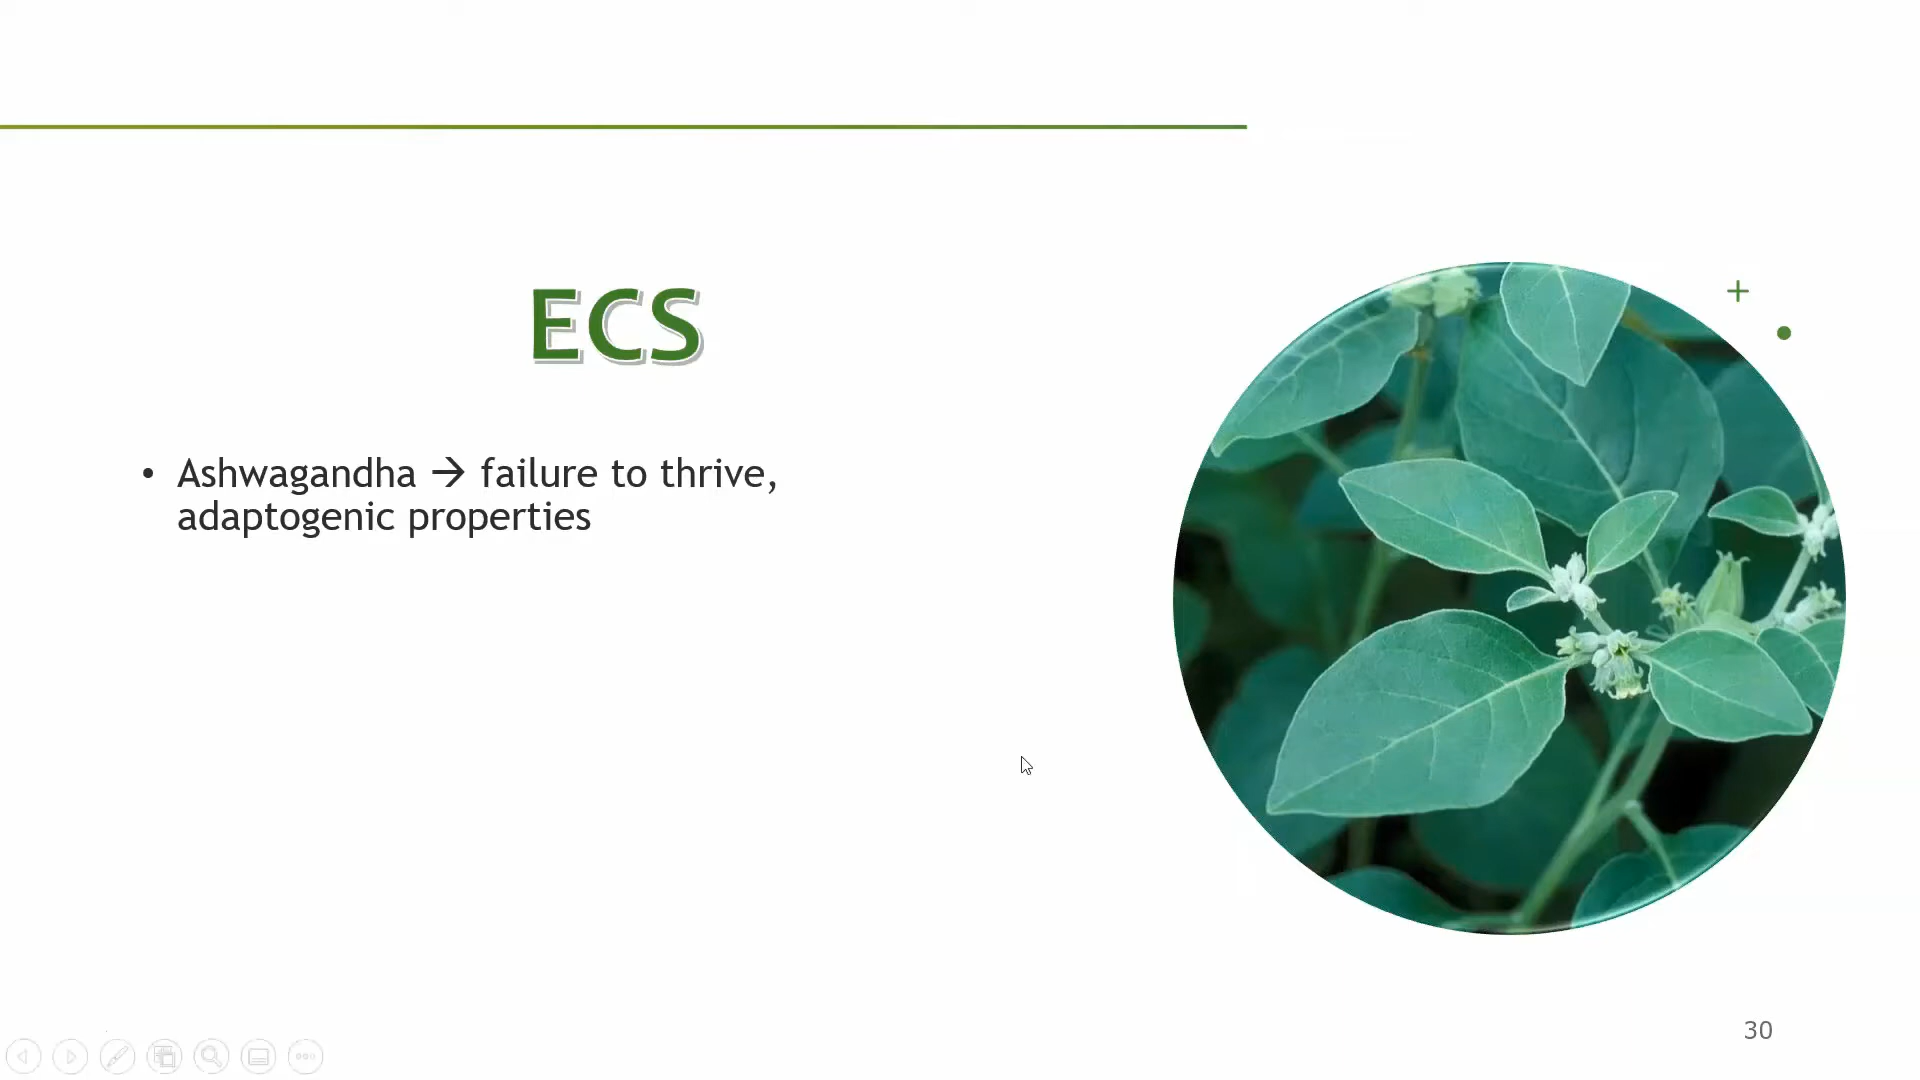 ECS
• Ashwagandha → failure to thrive,
adaptogenic properties
30